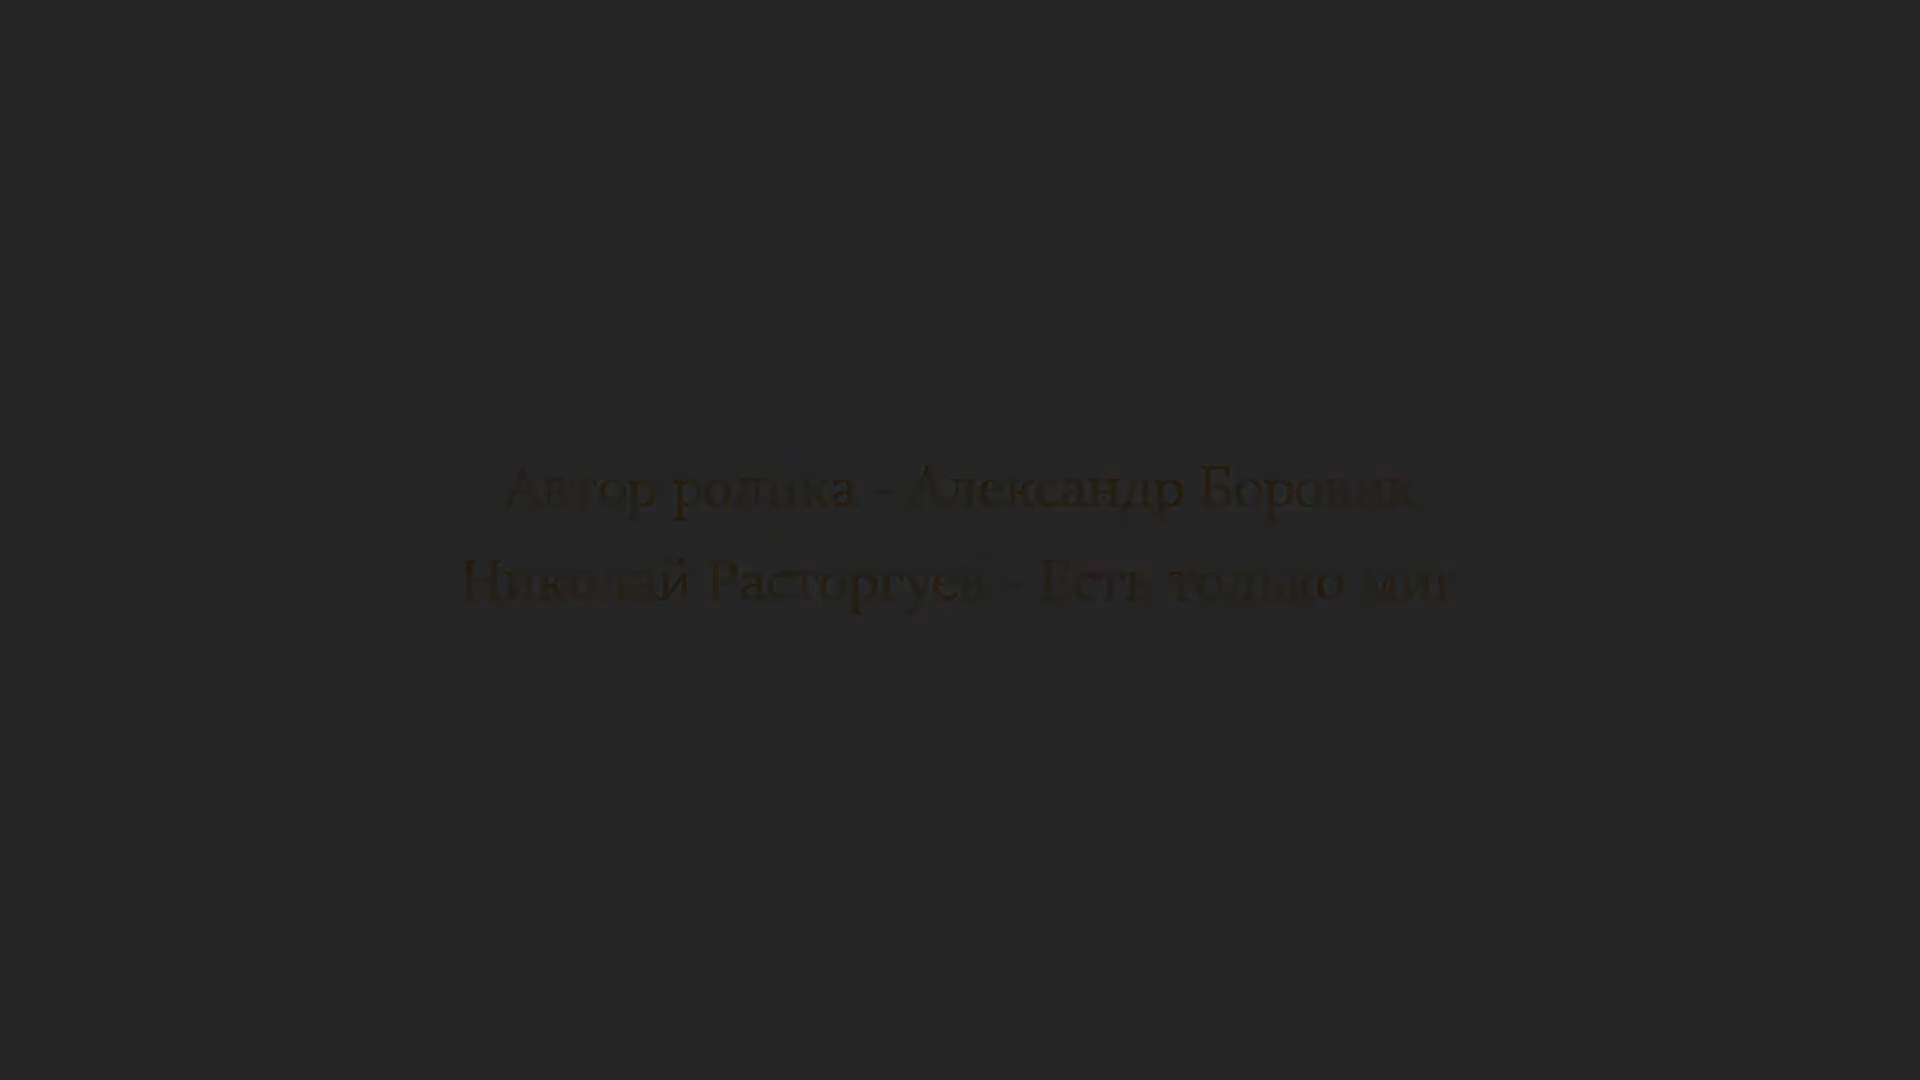 Автор ролика - Александр Боровик
Николай Расторгуев - Есть только миг